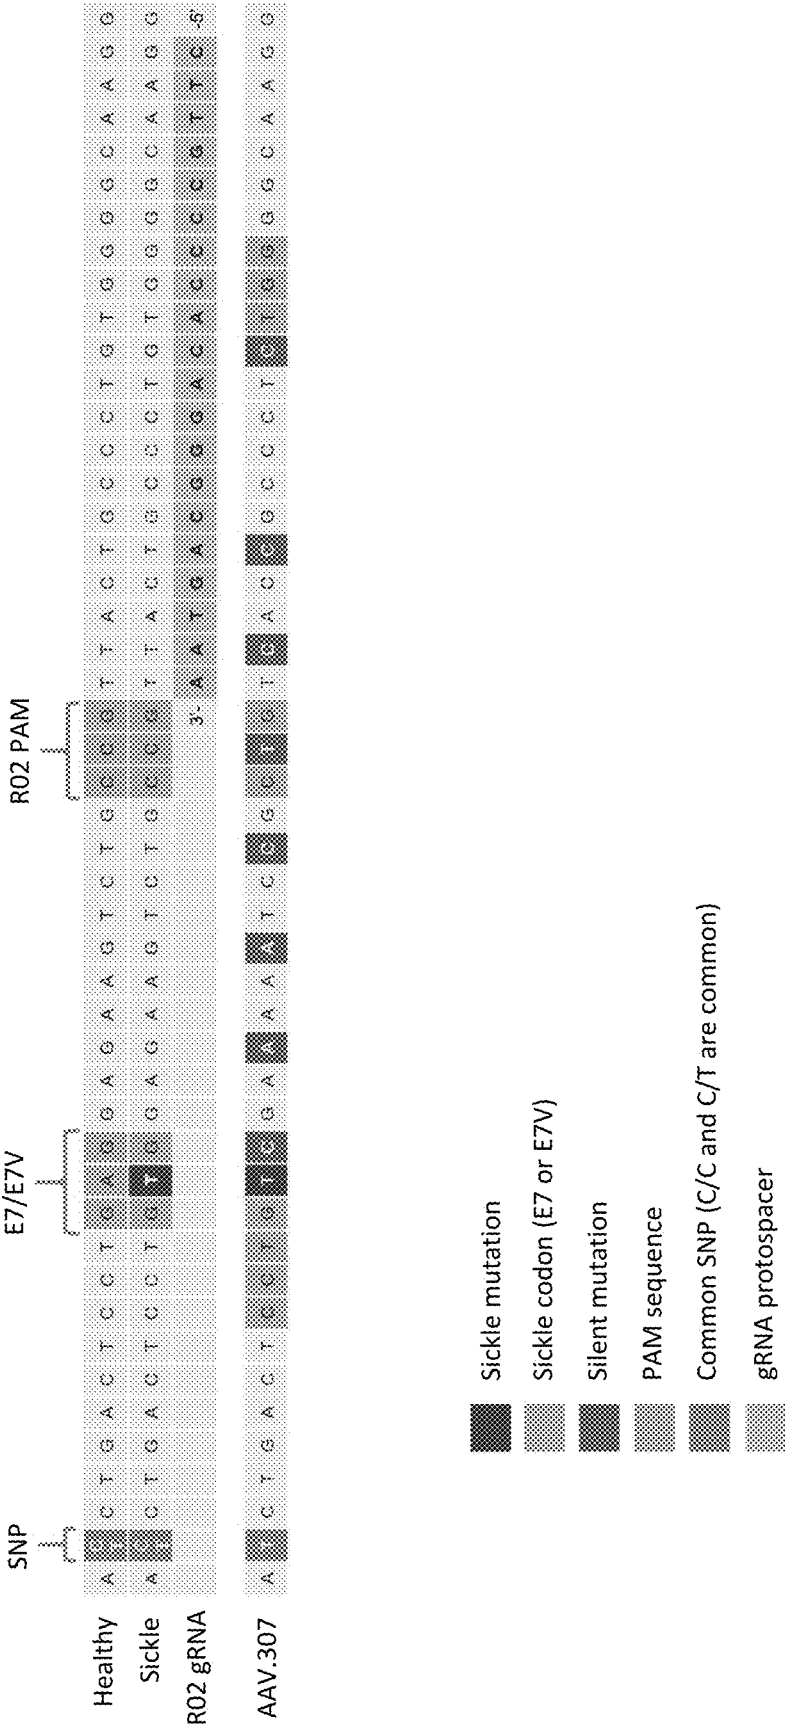 SNP
E7/E7V
R02 PAM
Healthy A C T G A C T C C T G A G G A G A A G T C T G C C G T T A C T G C C C T G T G G G G C A A G G
Sickle A C T G A C T C C T G T G G A G A A G T C T G C C G T T A C T G C C C T G T G G G G C A A G G
R02 gRNA 3'- A A T G A C G G G A C A C C C C G T T C -5'
AAV.307 A C T G A C T C C T G T G G A A A A A T C G C T G T A C G C C C T T G G G G C A A G G
Sickle mutation
Sickle codon (E7 or E7V)
Silent mutation
PAM sequence
Common SNP (C/C and C/T are common)
gRNA protospacer